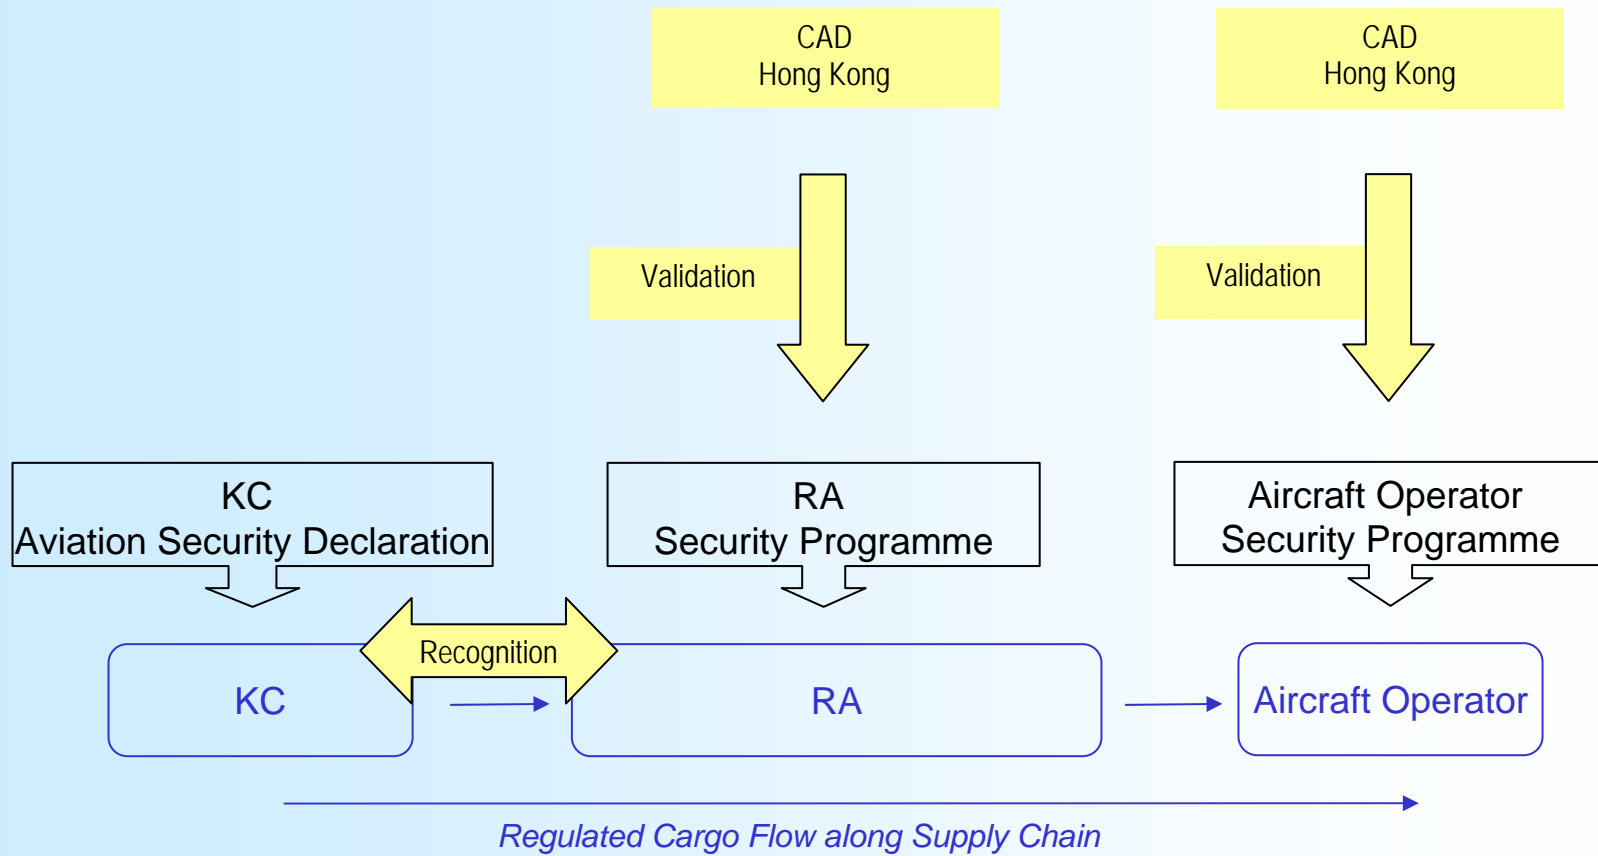 CAD
Hong Kong
CAD
Hong Kong
Validation
Validation
KC
Aviation Security Declaration
RA
Security Programme
Aircraft Operator
Security Programme
Recognition
KC
RA
Aircraft Operator
Regulated Cargo Flow along Supply Chain